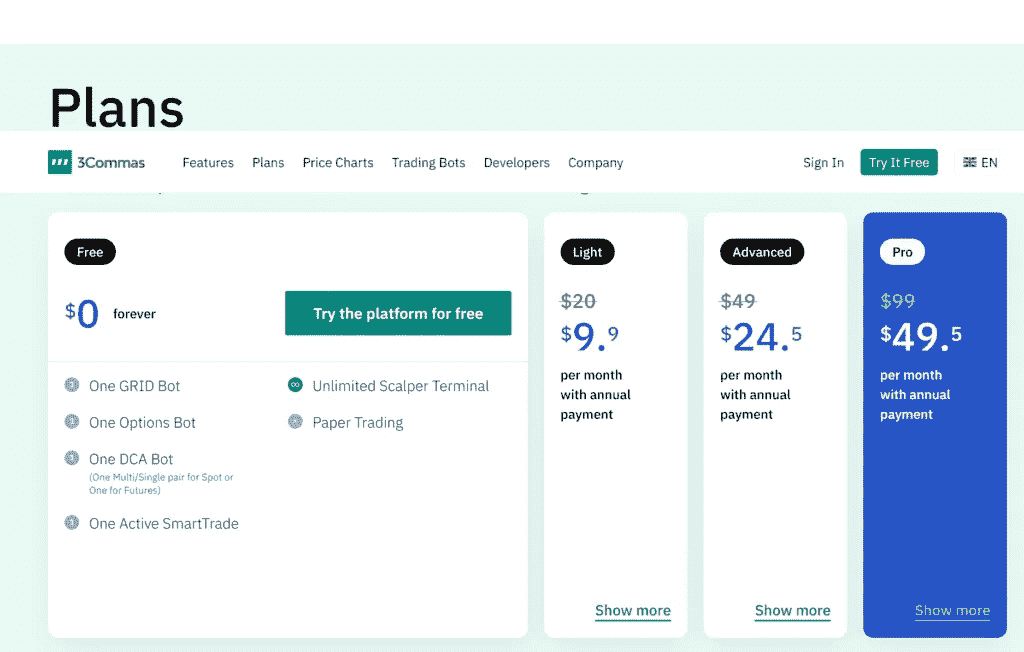 Plans
3Commas Features Plans Price Charts Trading Bots Developers Company Sign In Try It Free EN
Free
$0 forever
Try the platform for free
One GRID Bot
One Options Bot
One DCA Bot
(One Multi/Single pair for Spot or
One for Futures)
One Active SmartTrade
Unlimited Scalper Terminal
Paper Trading
Light
$20
$9.9
per month
with annual
payment
Show more
Advanced
$49
$24.5
per month
with annual
payment
Show more
Pro
$99
$49.5
per month
with annual
payment
Show more